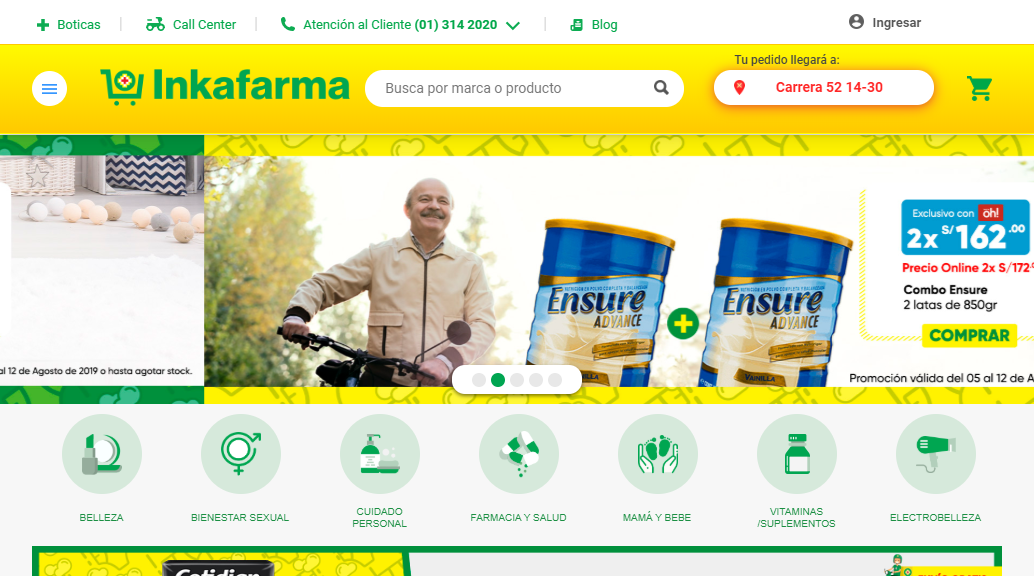 Boticas
Call Center
Atención al Cliente (01) 314 2020
Blog
Ingresar
Inkafarma
Busca por marca o producto
Tu pedido llegará a:
Carrera 52 14-30
Exclusivo con oh!
2x S/162.00
Precio Online 2x S/172.
Combo Ensure
2 latas de 850gr
COMPRAR
Ensure
ADVANCE
VAINILLA
Ensure
ADVANCE
VAINILLA
al 12 de Agosto de 2019 o hasta agotar stock.
Promoción válida del 05 al 12 de A
BELLEZA
BIENESTAR SEXUAL
CUIDADO
PERSONAL
FARMACIA Y SALUD
MAMÁ Y BEBE
VITAMINAS
/SUPLEMENTOS
ELECTROBELLEZA
Cotidian